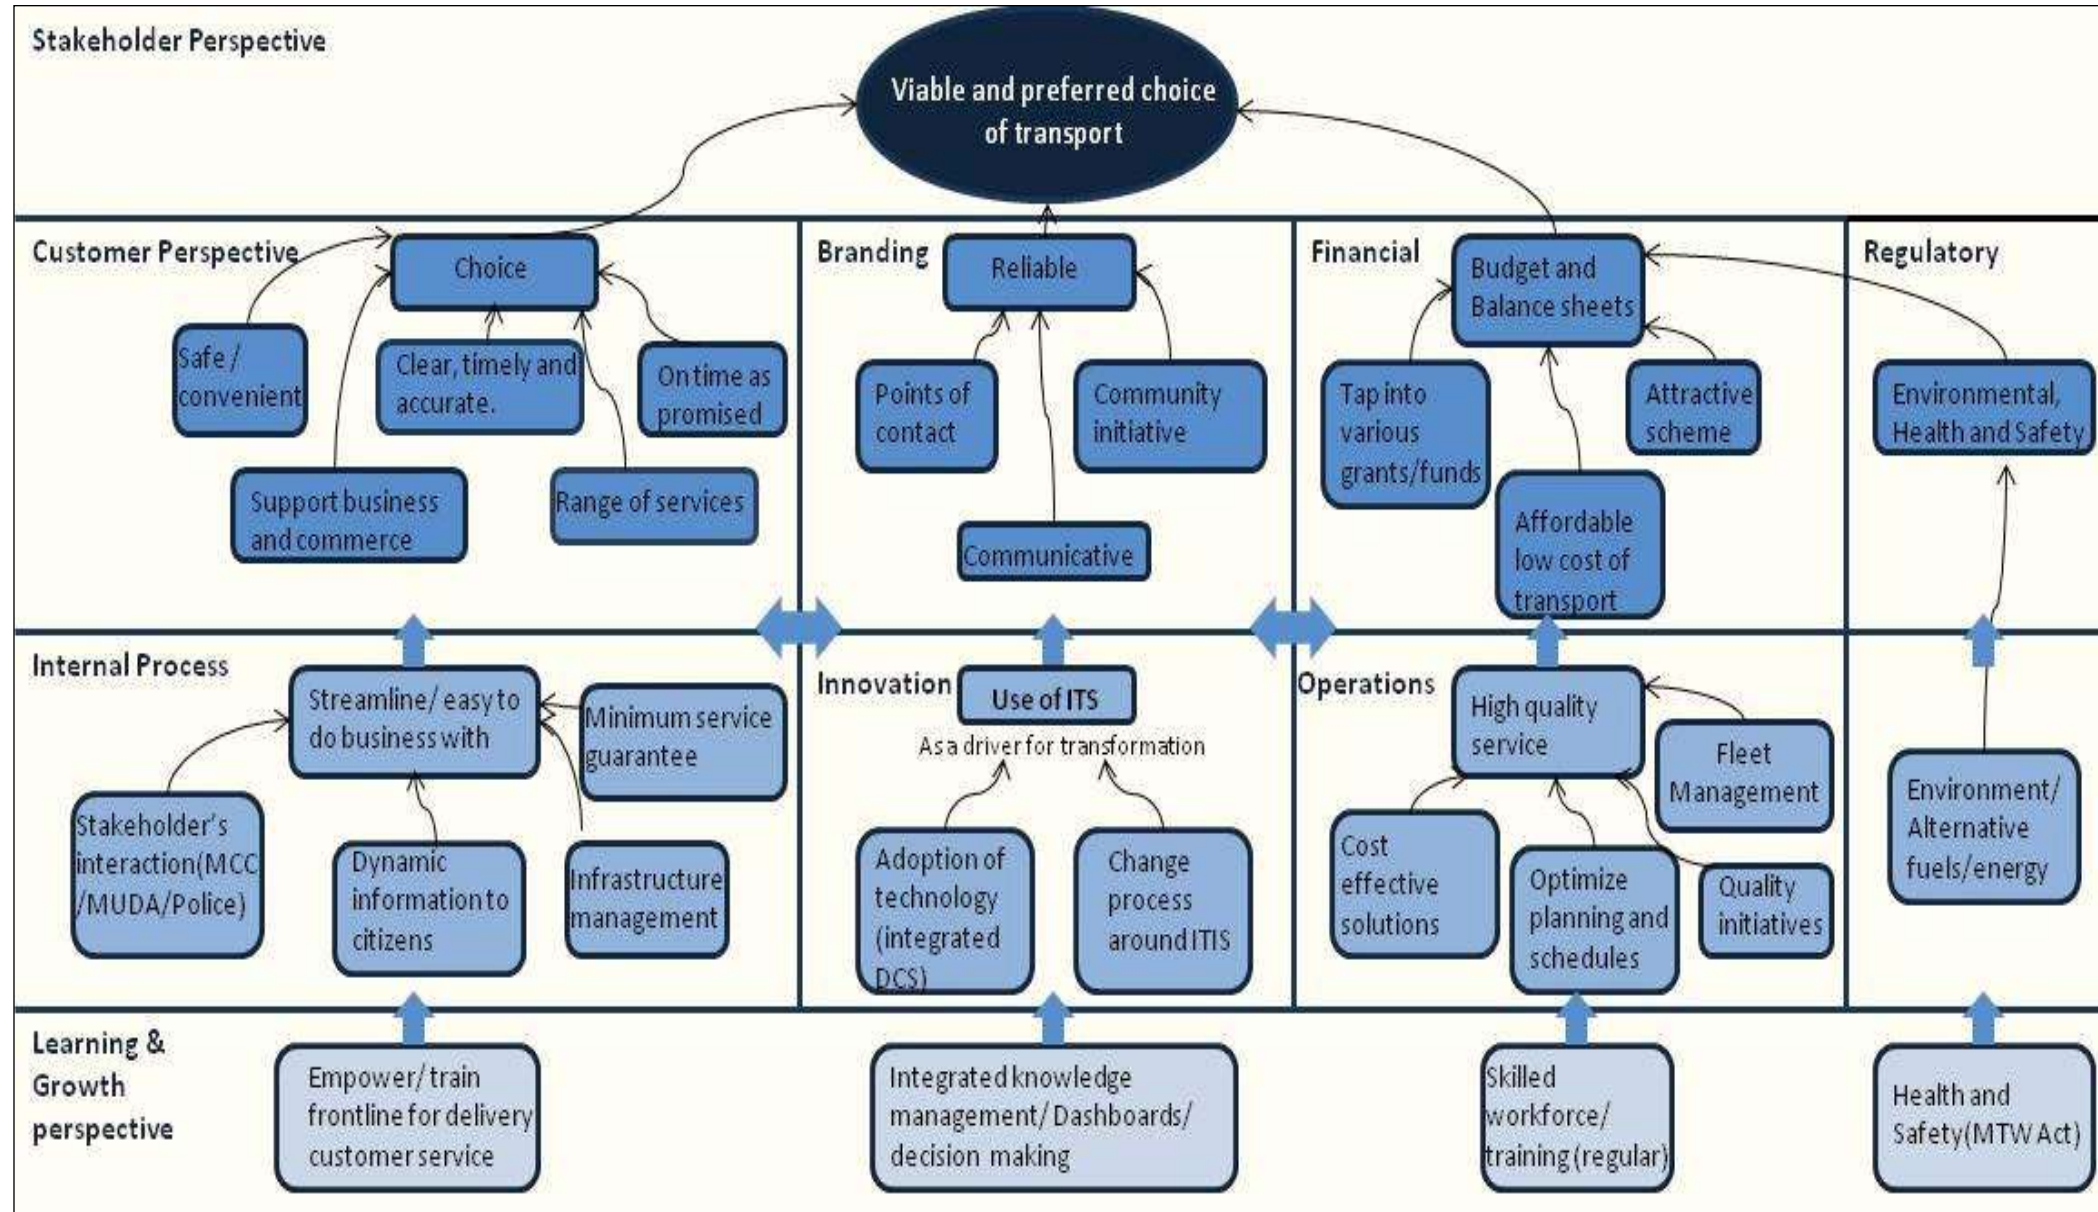 Stakeholder Perspective
Viable and preferred choice
of transport
Customer Perspective
Choice
Safe /
convenient
Clear, timely and
accurate.
On time as
promised
Support business
and commerce
Range of services
Branding
Reliable
Points of
contact
Community
initiative
Communicative
Financial
Budget and
Balance sheets
Tap into
various
grants/funds
Attractive
scheme
Affordable
low cost of
transport
Regulatory
Environmental,
Health and Safety
Internal Process
Streamline/ easy to
do business with
Minimum service
guarantee
Stakeholder's
interaction(MCC
/MUDA/Police)
Dynamic
information to
citizens
Infrastructure
management
Innovation
Use of ITS
As a driver for transformation
Adoption of
technology
(integrated
DCS)
Change
process
around ITIS
Operations
High quality
service
Fleet
Management
Cost
effective
solutions
Optimize
planning and
schedules
Quality
initiatives
Environment/
Alternative
fuels/energy
Learning &
Growth
perspective
Empower/ train
frontline for delivery
customer service
Integrated knowledge
management/ Dashboards/
decision making
Skilled
workforce/
training (regular)
Health and
Safety(MTW Act)